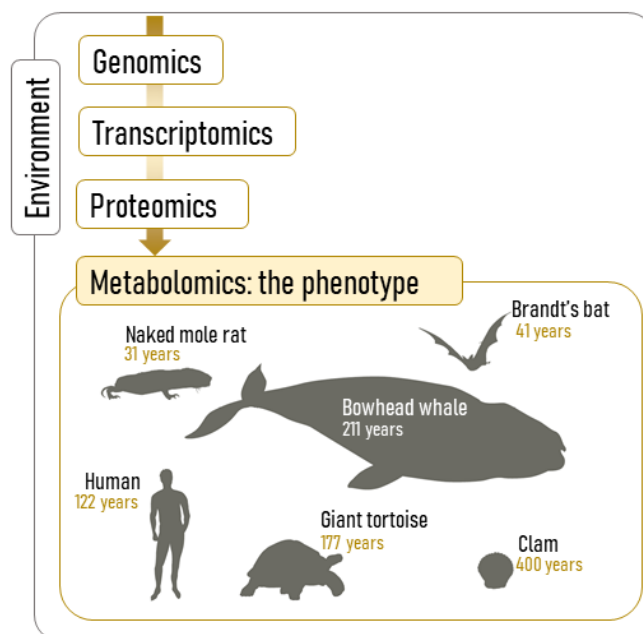 Environment
Genomics
Transcriptomics
Proteomics
Metabolomics: the phenotype
Naked mole rat
31 years
Brandt's bat
41 years
Bowhead whale
211 years
Human
122 years
Giant tortoise
177 years
Clam
400 years